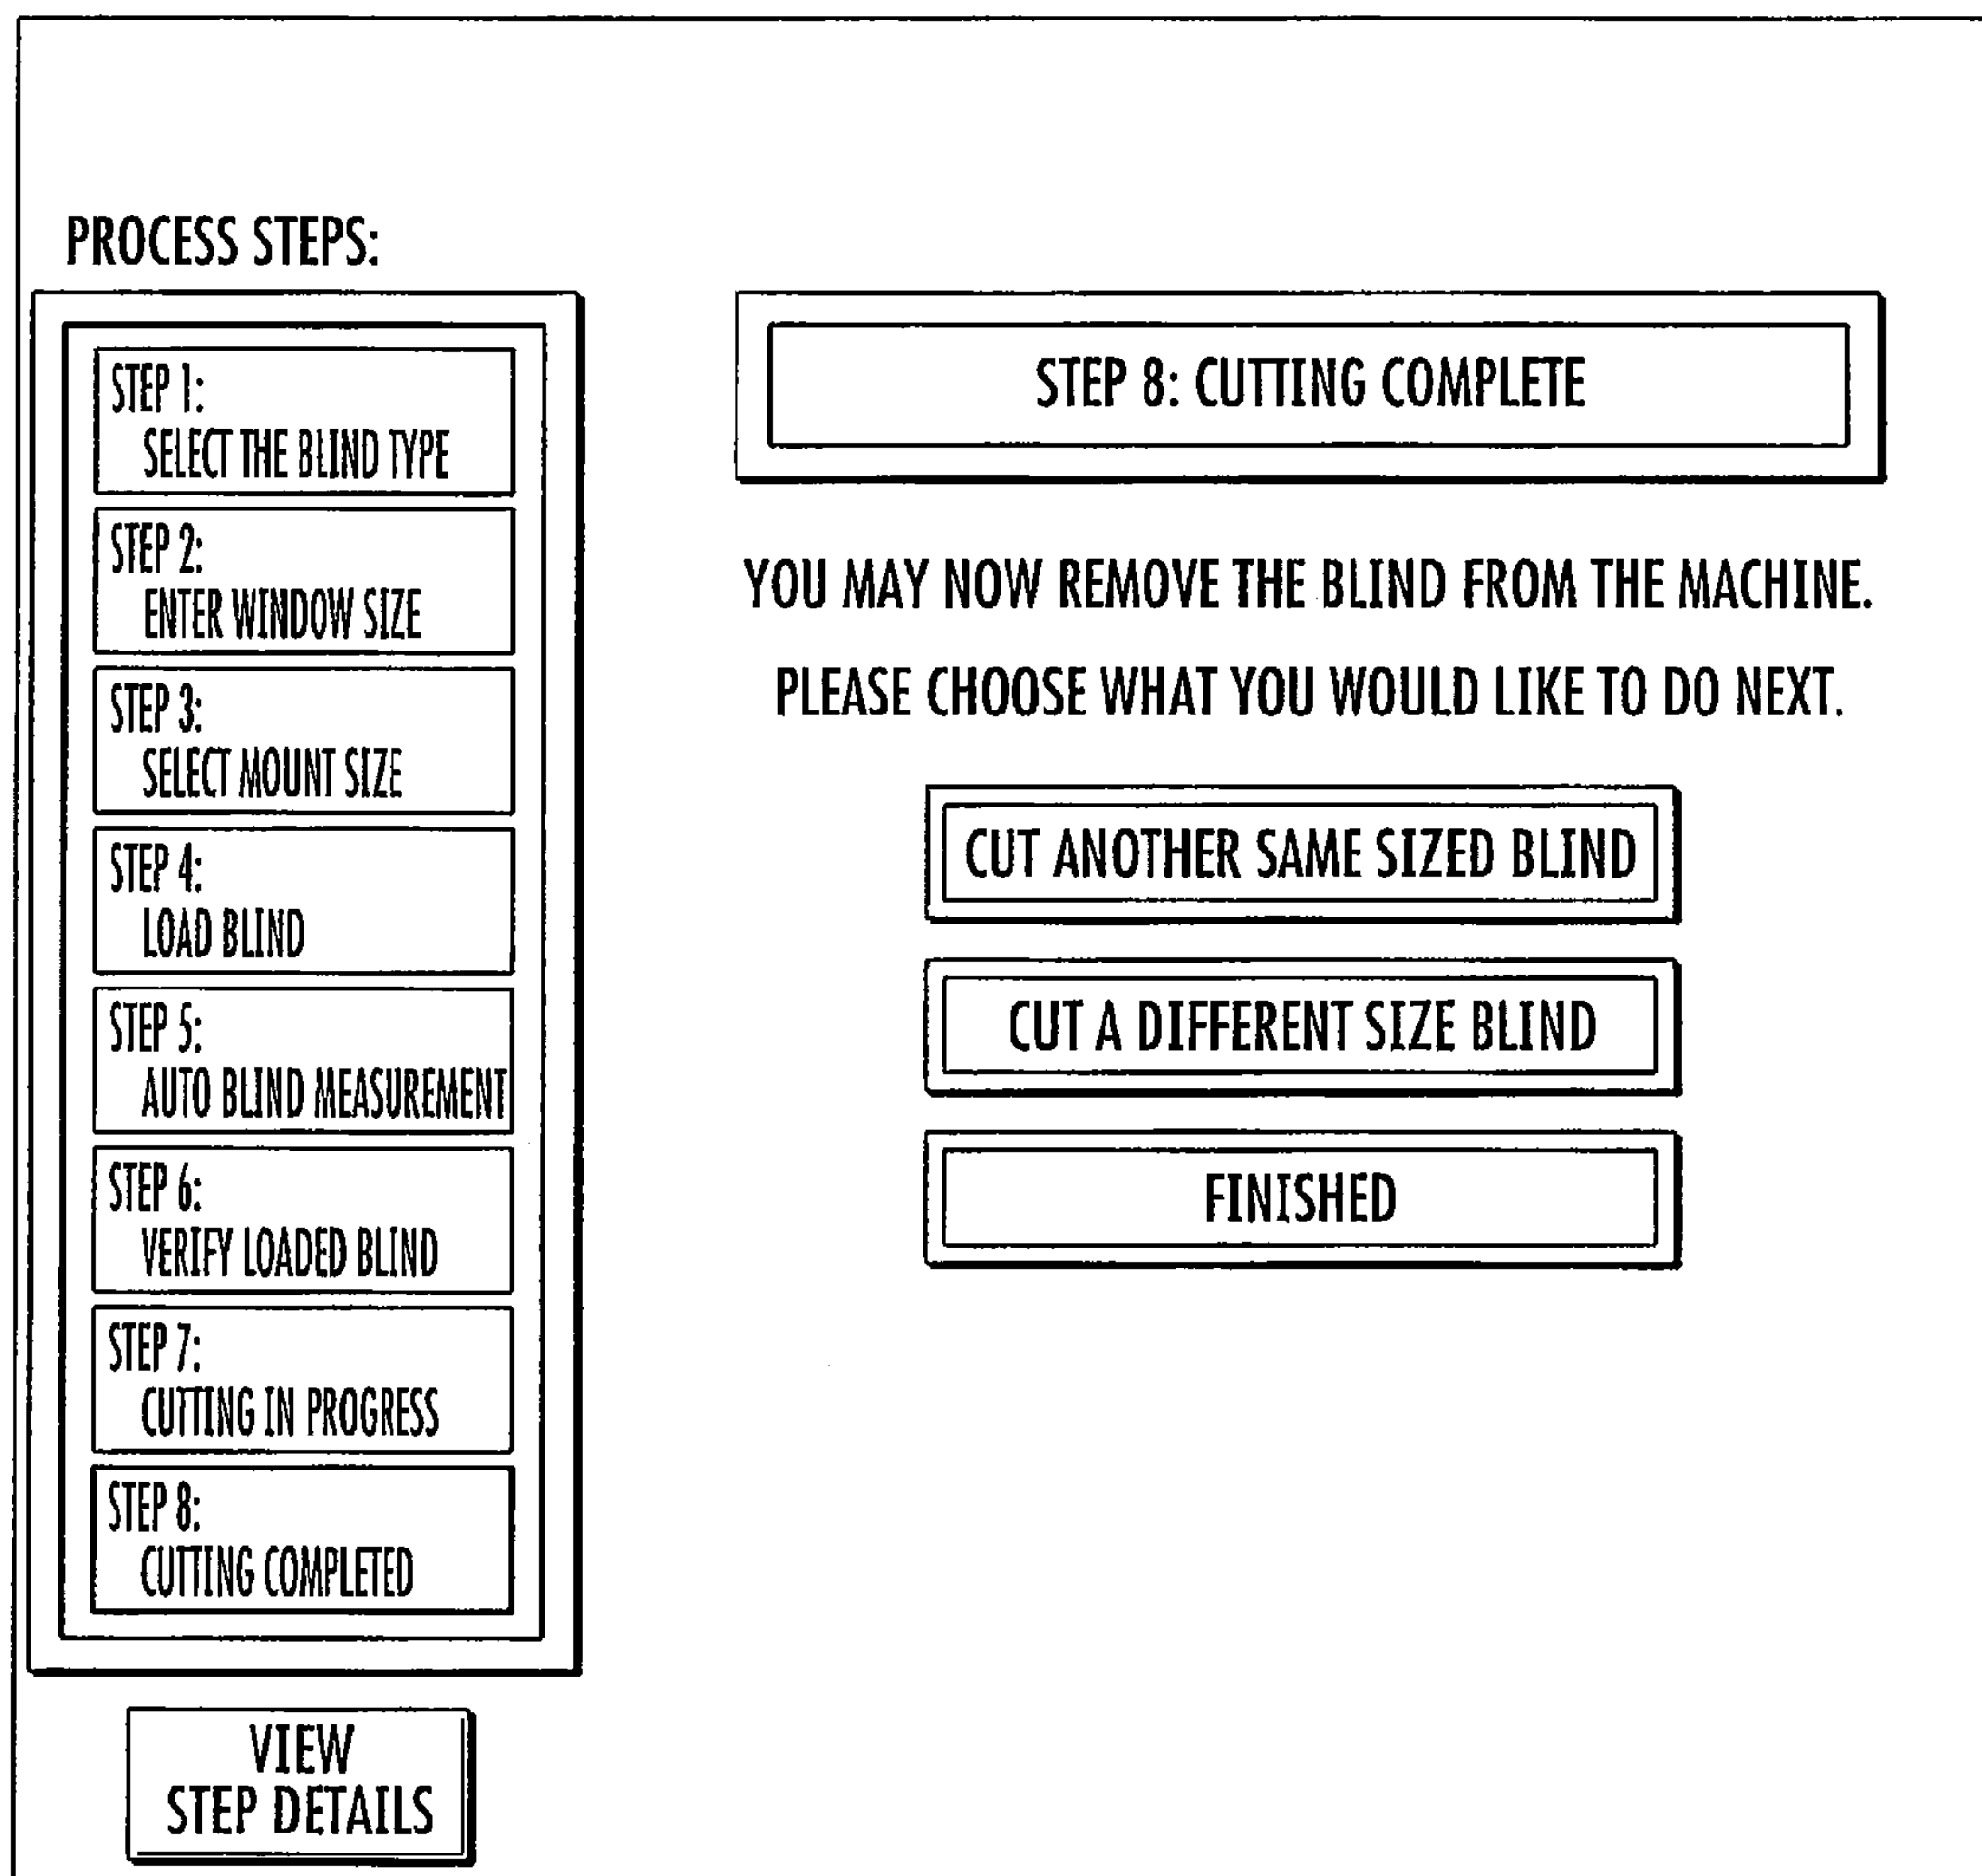 PROCESS STEPS:
STEP 1:
SELECT THE BLIND TYPE
STEP 2:
ENTER WINDOW SIZE
STEP 3:
SELECT MOUNT SIZE
STEP 4:
LOAD BLIND
STEP 5:
AUTO BLIND MEASUREMENT
STEP 6:
VERIFY LOADED BLIND
STEP 7:
CUTTING IN PROGRESS
STEP 8:
CUTTING COMPLETED
VIEW
STEP DETAILS
STEP 8: CUTTING COMPLETE
YOU MAY NOW REMOVE THE BLIND FROM THE MACHINE.
PLEASE CHOOSE WHAT YOU WOULD LIKE TO DO NEXT.
CUT ANOTHER SAME SIZED BLIND
CUT A DIFFERENT SIZE BLIND
FINISHED